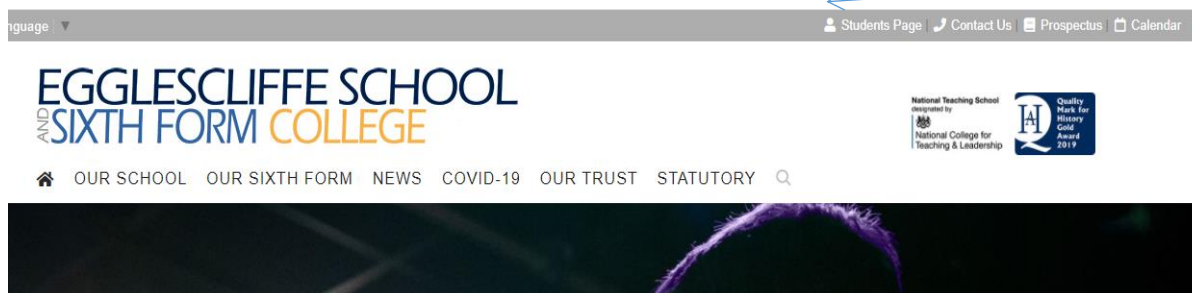 nguage | ▼
Students Page | Contact Us | Prospectus | Calendar
EGGLESCLIFFE SCHOOL
AND SIXTH FORM COLLEGE
National Teaching School
designated by
National College for
Teaching & Leadership
HQA
Quality
Mark for
History
Gold
Award
2019
OUR SCHOOL OUR SIXTH FORM NEWS COVID-19 OUR TRUST STATUTORY